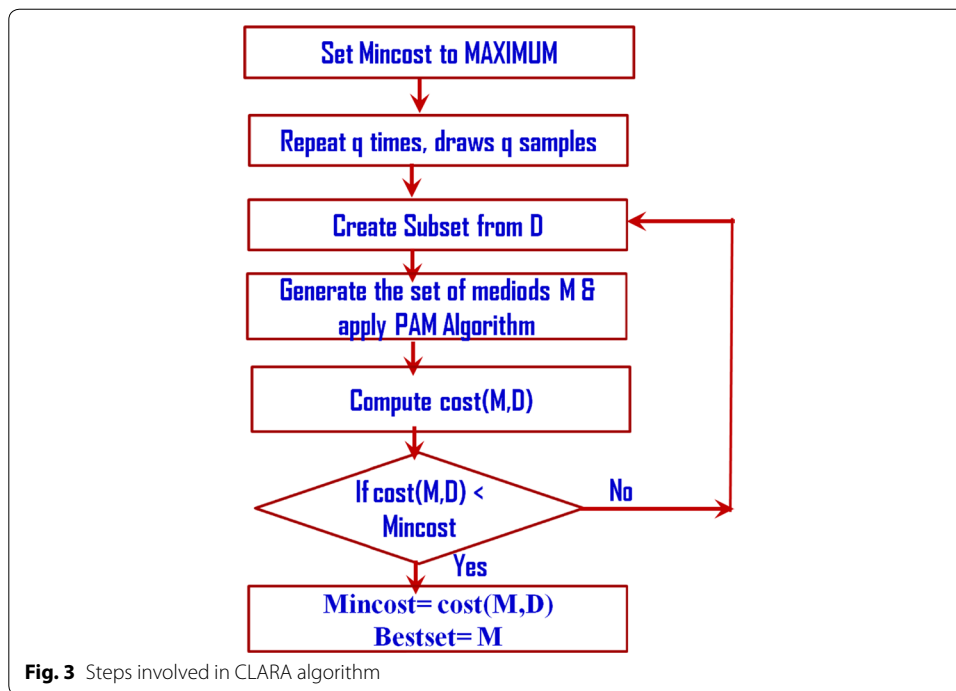 Set Mincost to MAXIMUM
Repeat q times, draws q samples
Create Subset from D
Generate the set of mediods M &
apply PAM Algorithm
Compute cost(M,D)
If cost(M,D) <
Mincost
No
Yes
Mincost= cost(M,D)
Bestset= M
Fig. 3 Steps involved in CLARA algorithm